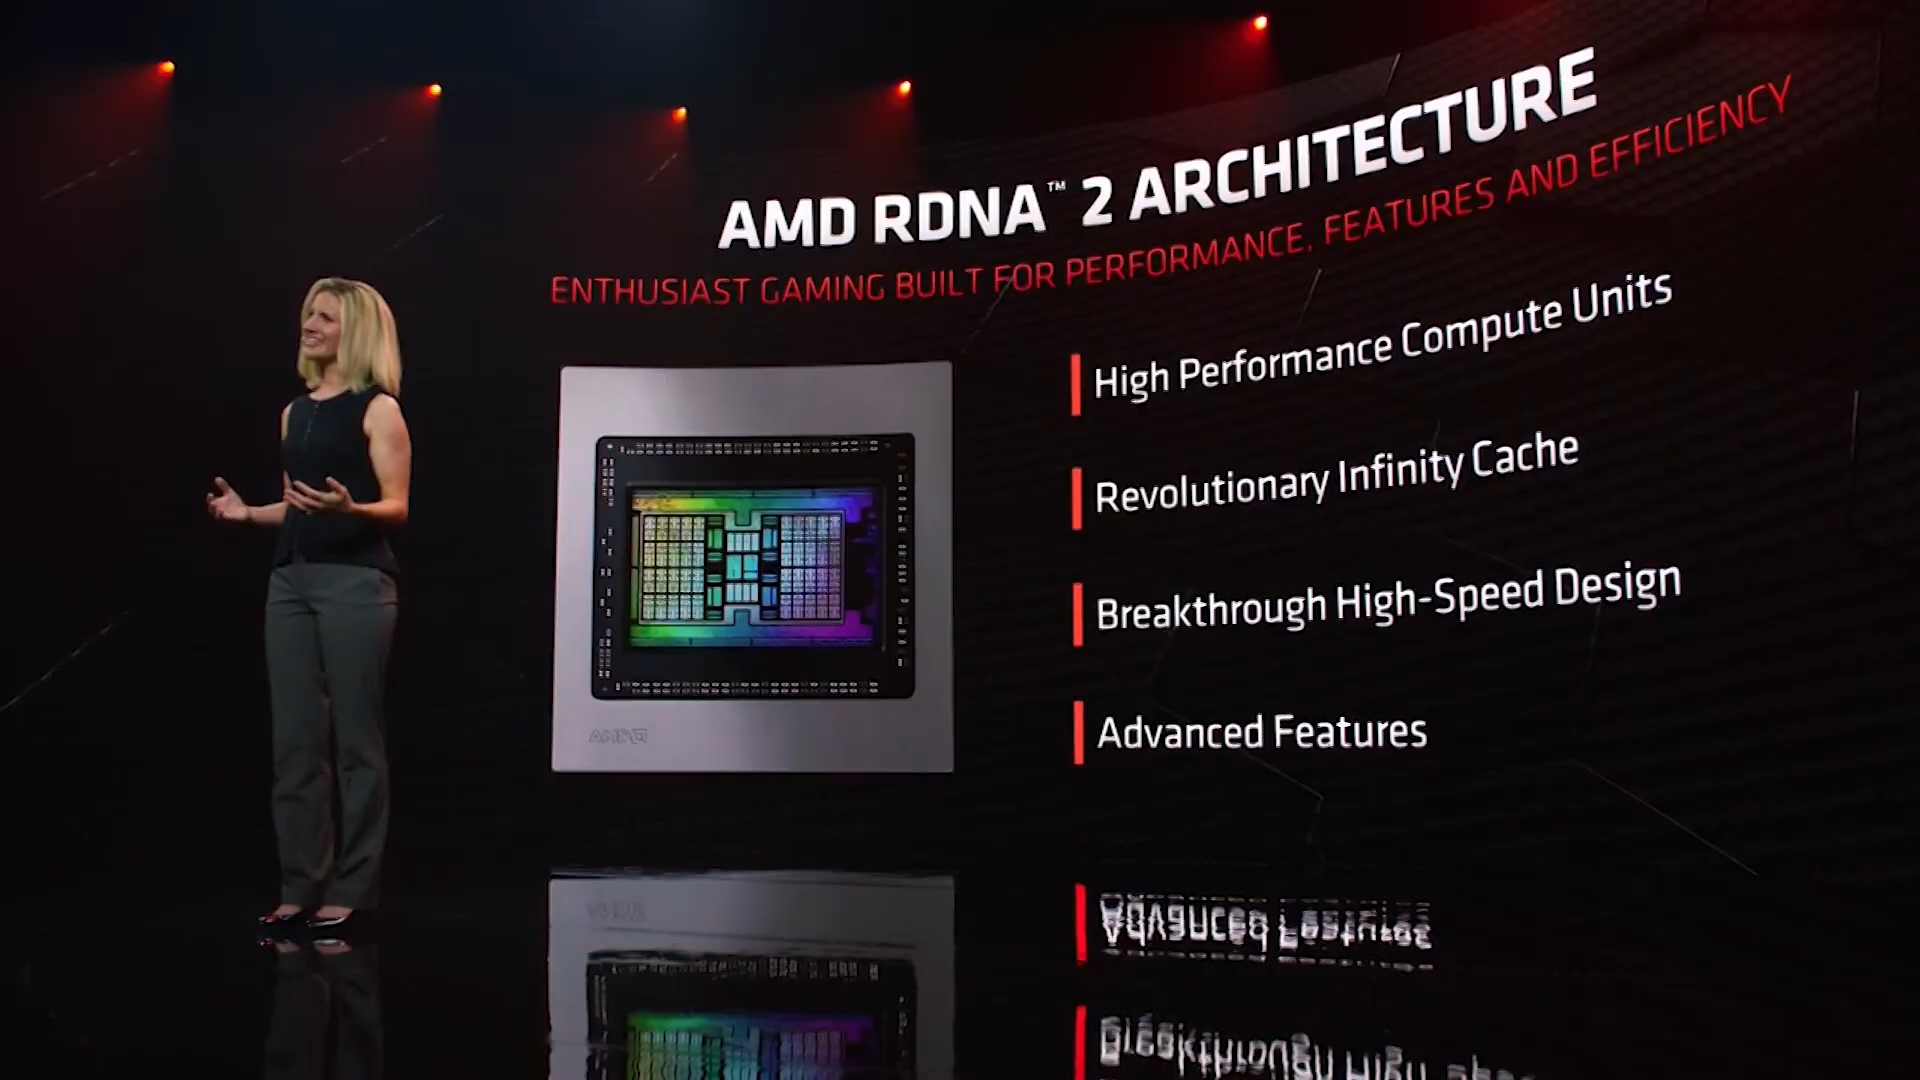 AMD RDNA™ 2 ARCHITECTURE
ENTHUSIAST GAMING BUILT FOR PERFORMANCE, FEATURES AND EFFICIENCY
High Performance Compute Units
Revolutionary Infinity Cache
Breakthrough High-Speed Design
Advanced Features
AMD